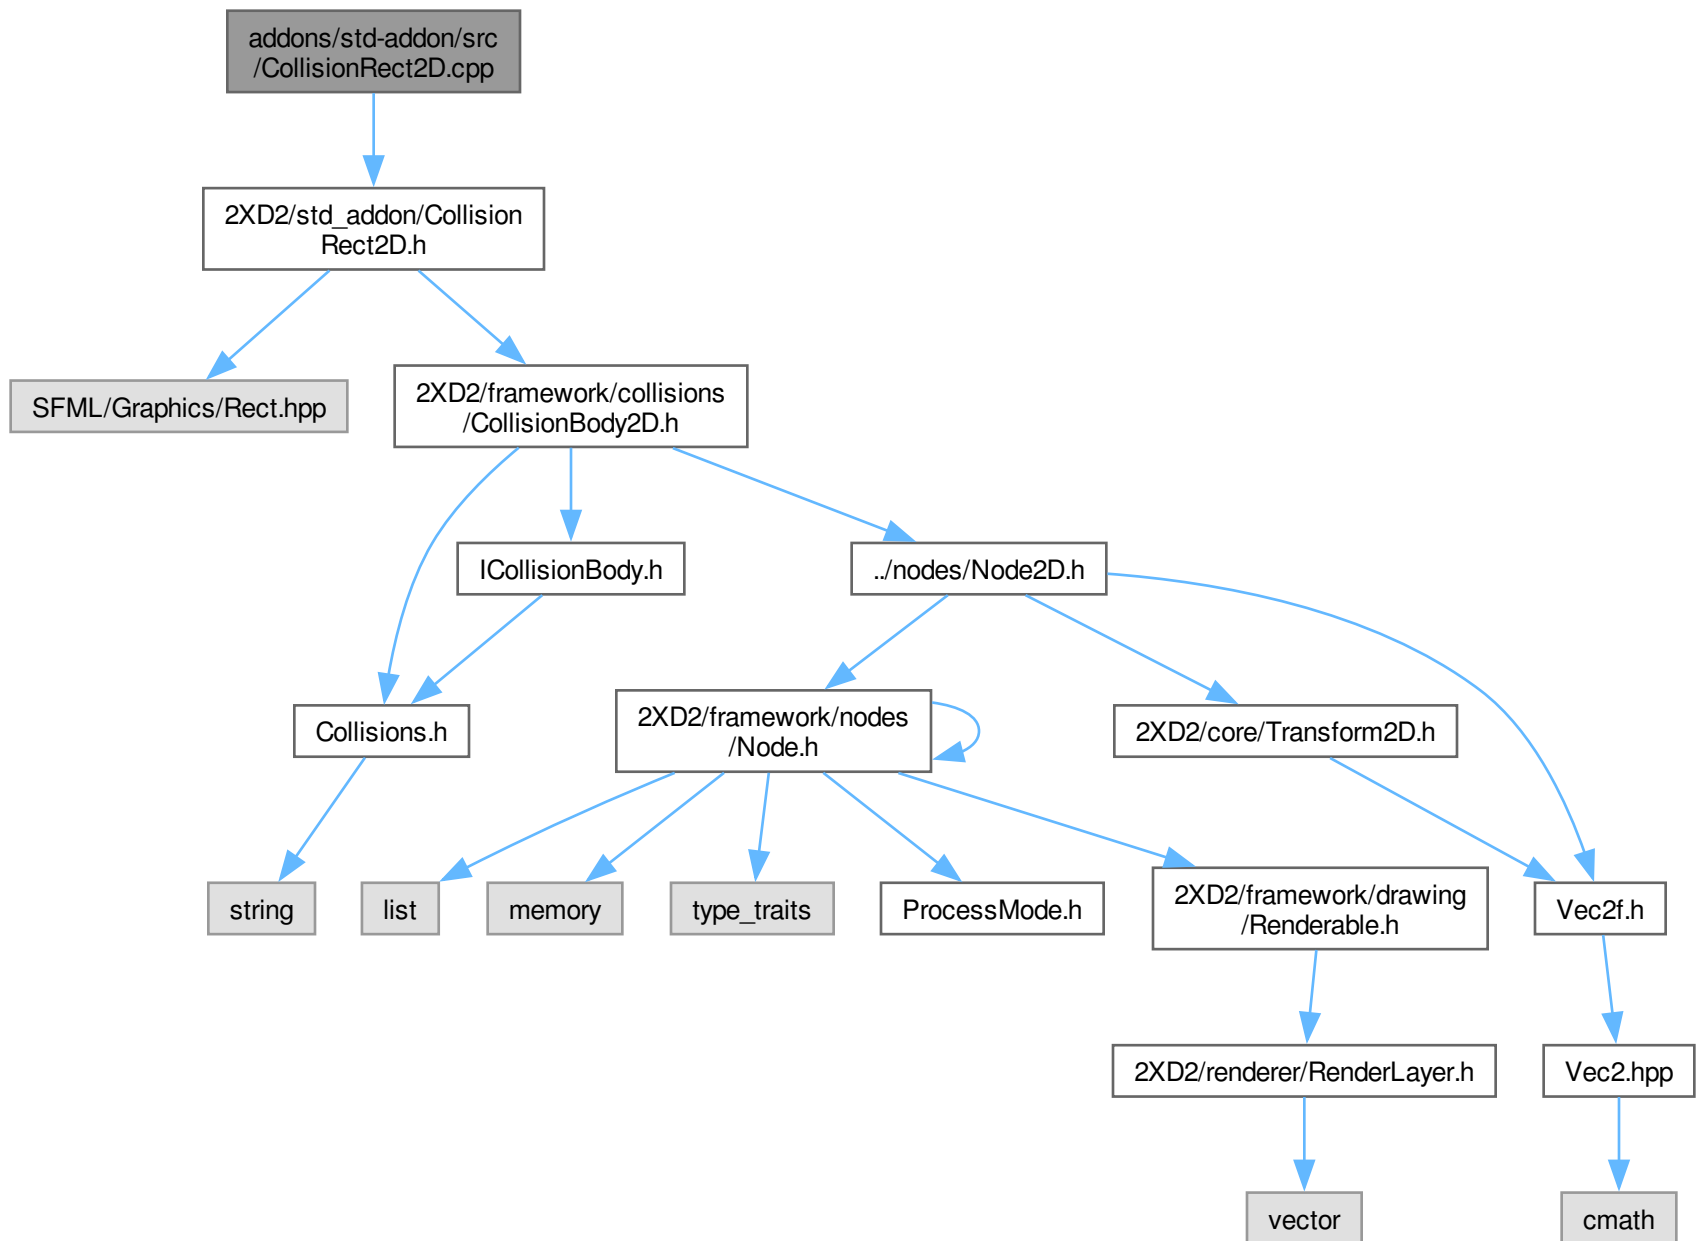 addons/std-addon/src
/CollisionRect2D.cpp
2XD2/std_addon/Collision
Rect2D.h
SFML/Graphics/Rect.hpp
2XD2/framework/collisions
/CollisionBody2D.h
ICollisionBody.h
../nodes/Node2D.h
Collisions.h
2XD2/framework/nodes
/Node.h
2XD2/core/Transform2D.h
string
list
memory
type_traits
ProcessMode.h
2XD2/framework/drawing
/Renderable.h
Vec2f.h
2XD2/renderer/RenderLayer.h
Vec2.hpp
vector
cmath